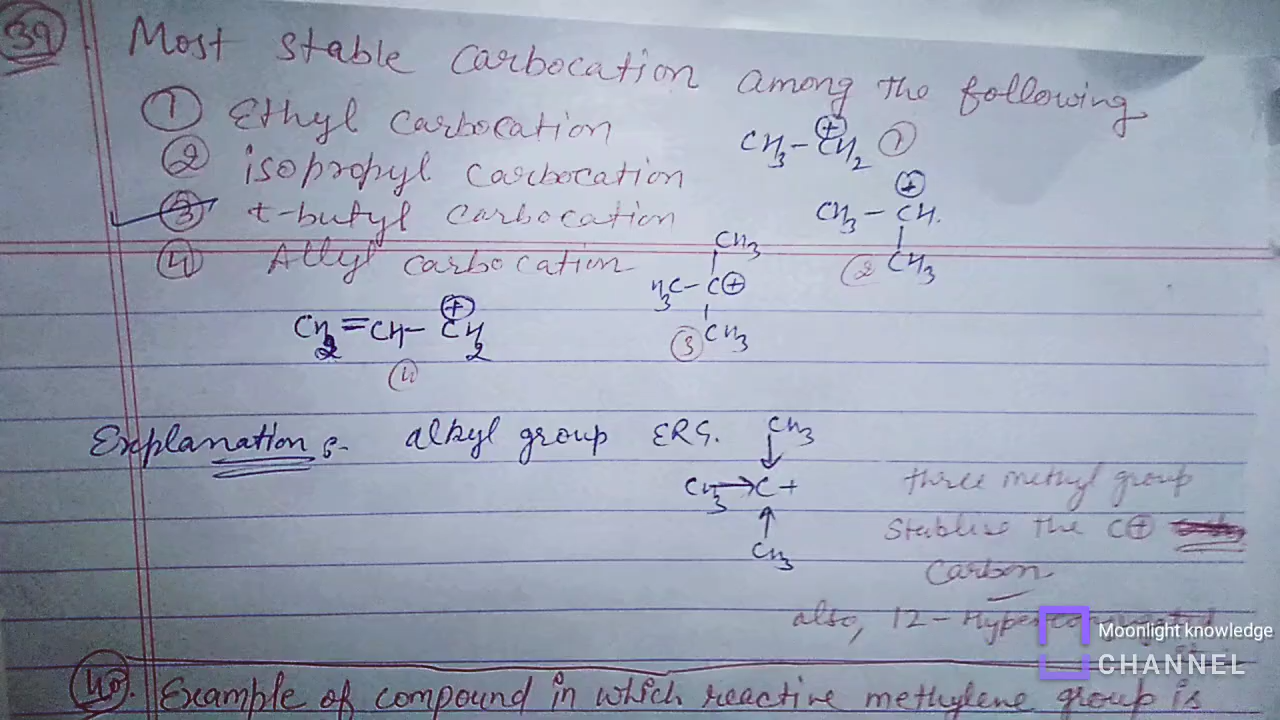 39 Most stable carbocation among the following
① Ethyl carbocation
CH3 – CH2 ① ⊕
② isopropyl carbocation
⊕
③ t-butyl carbocation
CH3 – CH.
CH3
② CH3
④ Allyl carbocation
H3C – C⊕
⊕
CH2 = CH – CH2
③ CH3
④
Explanation :- alkyl group ERG.
CH3
CH3 → C +
CH3
three methyl group
stablise the C⊕
Carbon
also, 12 –
Moonlight knowledge
CHANNEL
40. Example of compound in which reactive methylene group is